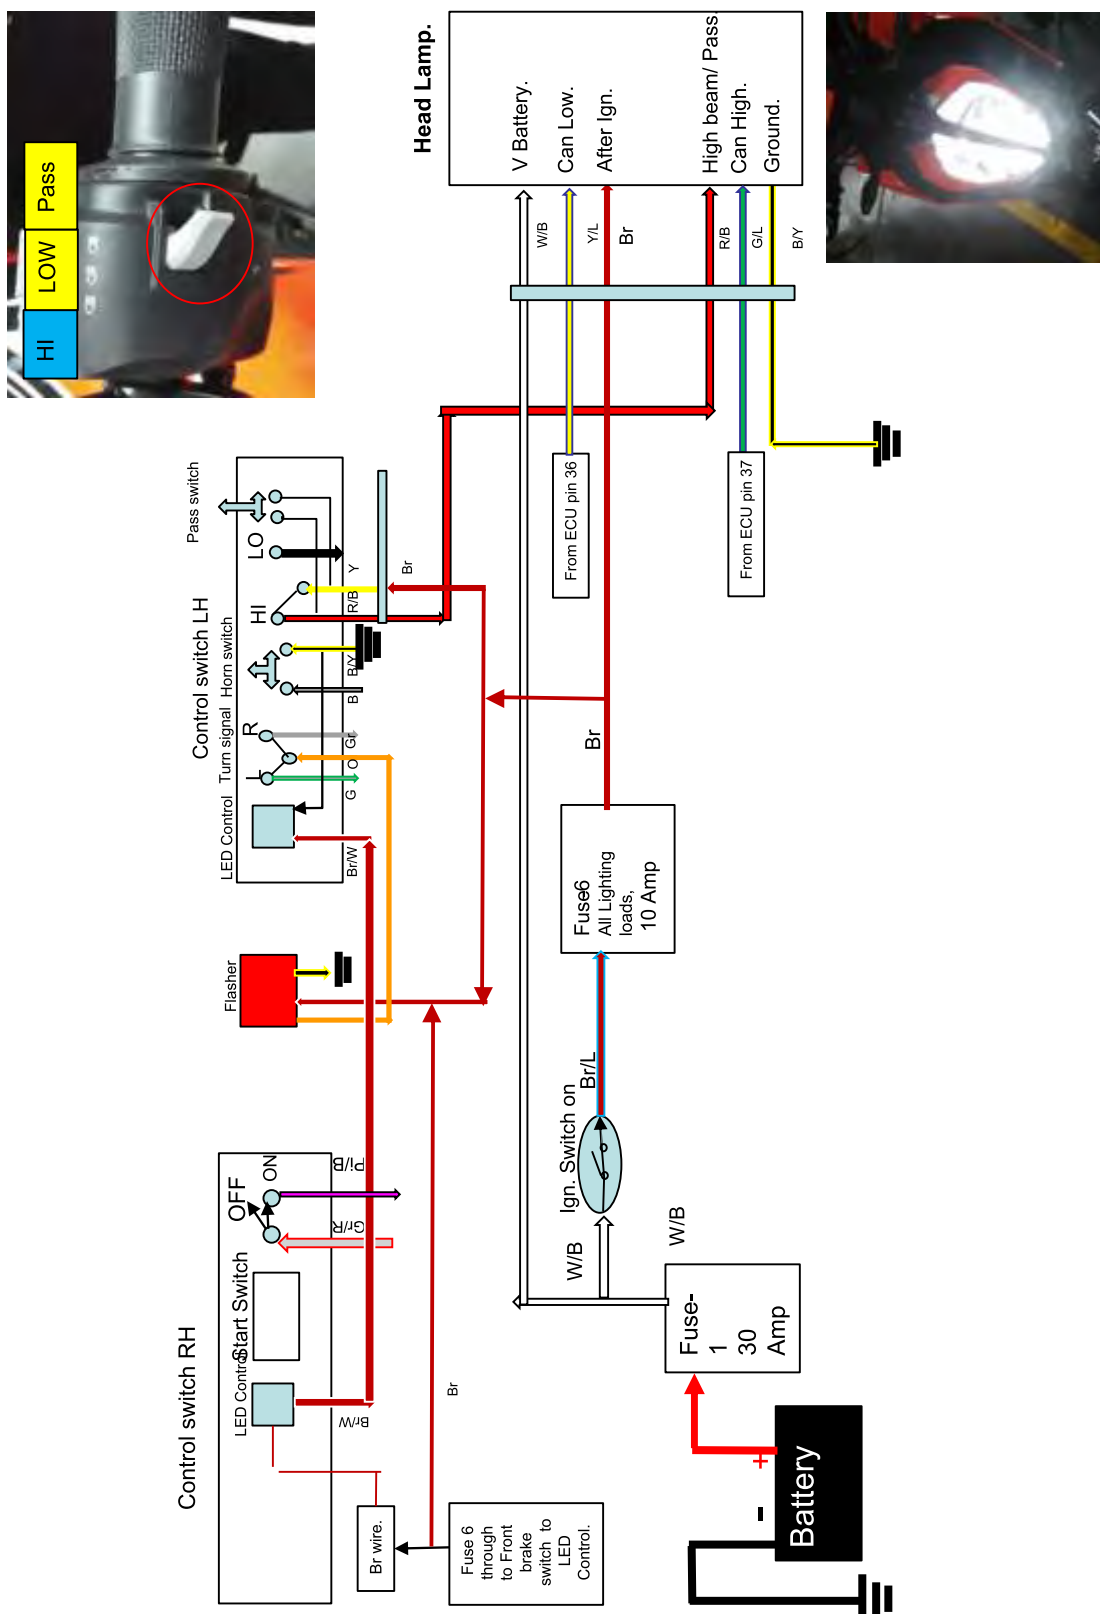 HI
LOW
Pass
Head Lamp.
V Battery.
Can Low.
After Ign.
High beam/ Pass.
Can High.
Ground.
W/B
Y/L
Br
R/B
G/L
B/Y
From ECU pin 36
From ECU pin 37
Control switch LH
LED Control
Turn signal
Horn switch
Pass switch
L
R
HI
LO
Br/W
G
O
Gr
B
B/Y
R/B
Y
Br
Flasher
Br
Fuse6
All Lighting
loads,
10 Amp
Br/L
Ign. Switch on
W/B
W/B
Fuse-
1
30
Amp
Battery
+
-
Control switch RH
LED Control
Start Switch
OFF
ON
Pi/B
Gr/R
Br/W
Br
Br wire.
Fuse 6
through
to Front
brake
switch to
LED
Control.